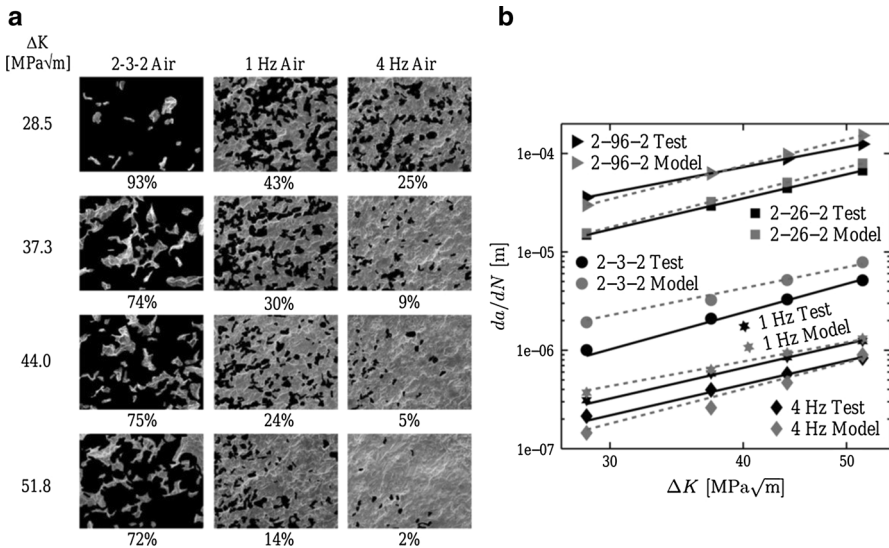 a
ΔK
[MPa√m]
2-3-2 Air
1 Hz Air
4 Hz Air
28.5
93%
43%
25%
37.3
74%
30%
9%
44.0
75%
24%
5%
51.8
72%
14%
2%
b
1e−04
1e−05
1e−06
1e−07
da/dN [m]
2−96−2 Test
2−96−2 Model
2−26−2 Test
2−26−2 Model
2−3−2 Test
2−3−2 Model
1 Hz Test
1 Hz Model
4 Hz Test
4 Hz Model
30
40
50
ΔK [MPa√m]